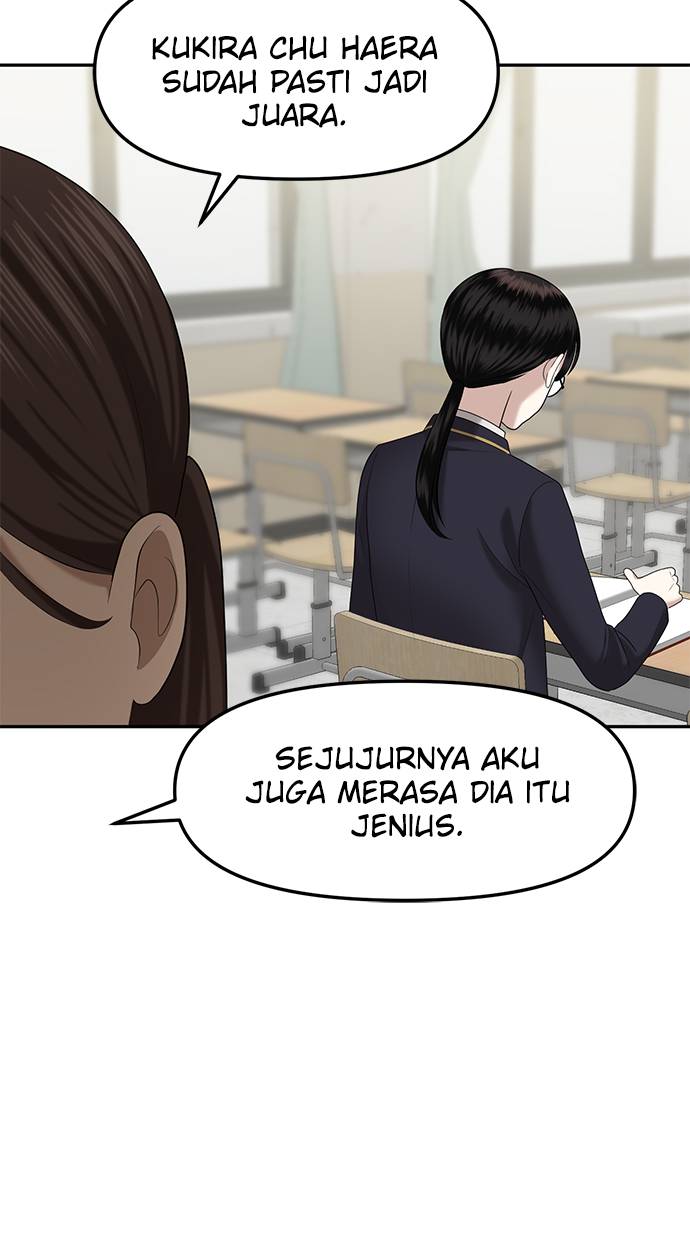 KUKIRA CHU HAERA
SUDAH PASTI JADI
JUARA.
SEJUJURNYA AKU
JUGA MERASA DIA ITU
JENIUS.